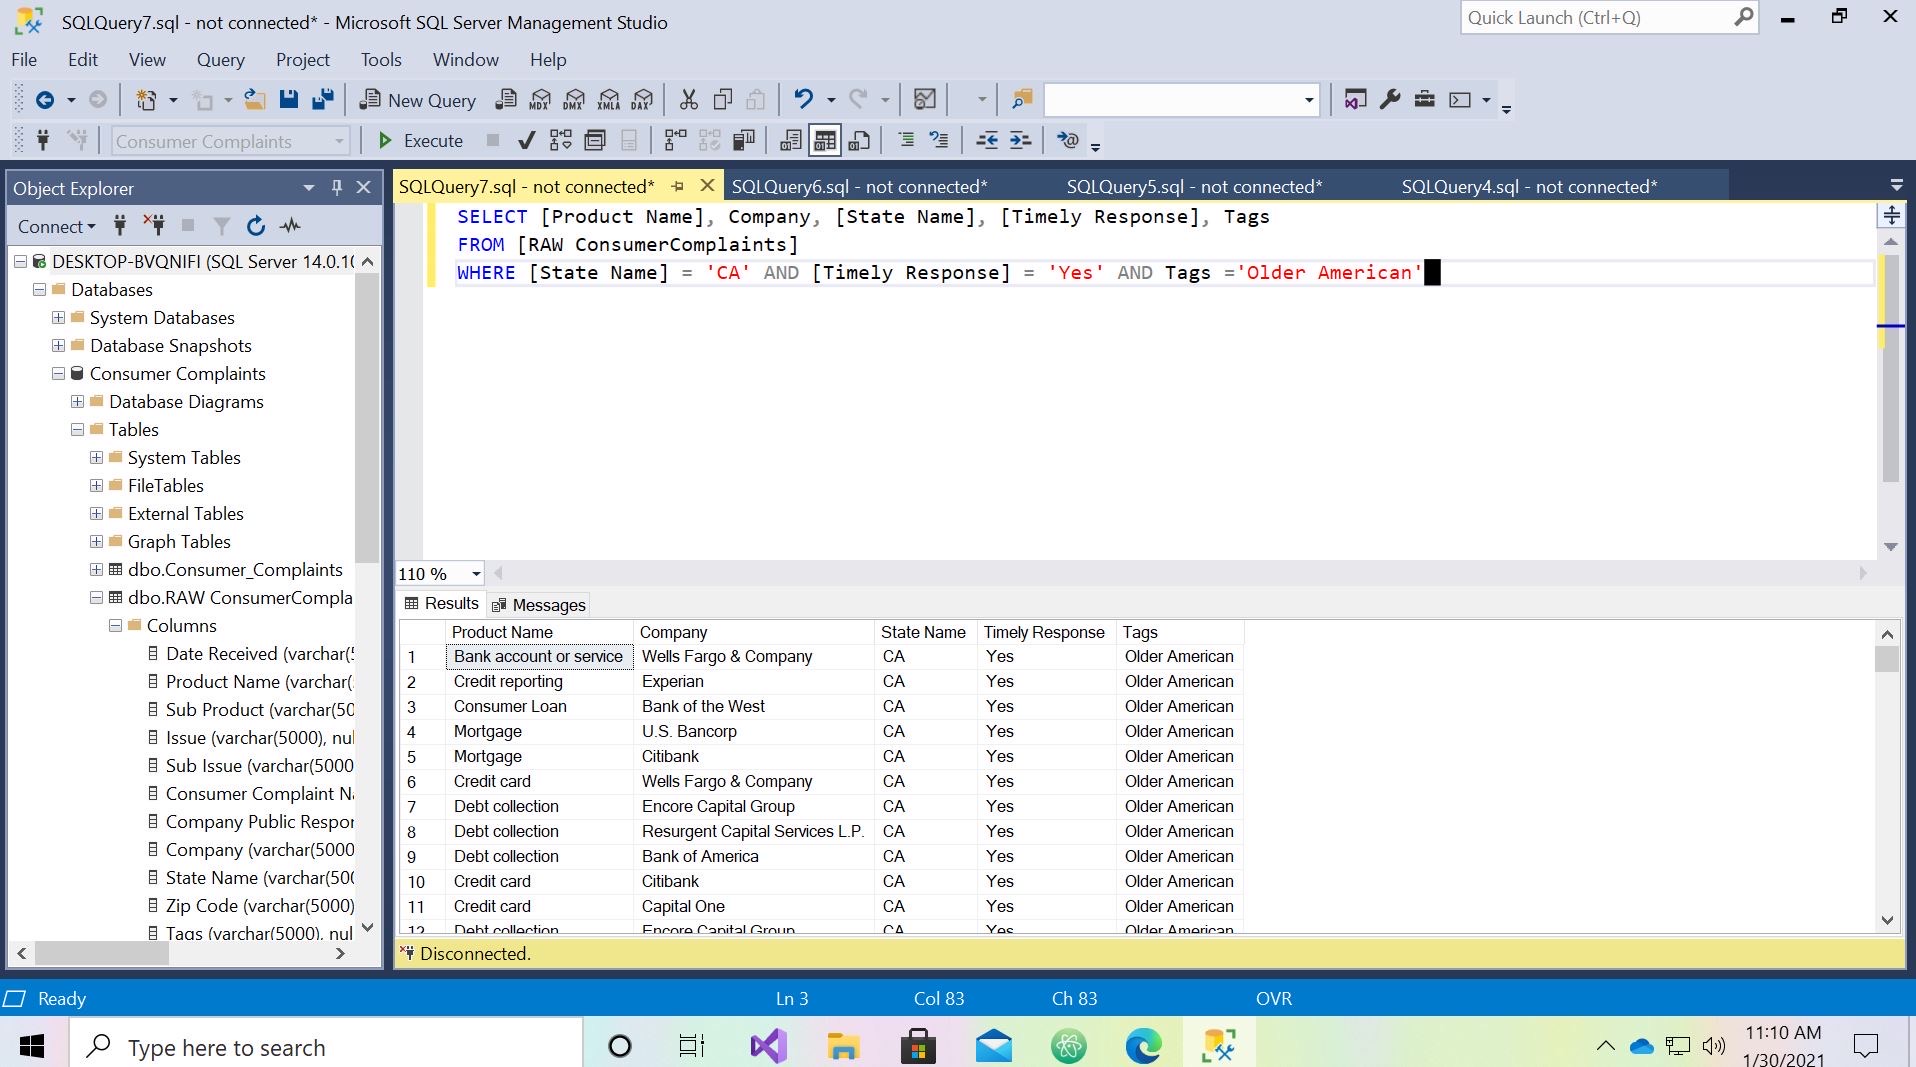 SQLQuery7.sql - not connected* - Microsoft SQL Server Management Studio
Quick Launch (Ctrl+Q)
File Edit View Query Project Tools Window Help
New Query MDX DMX XMLA DAX
Consumer Complaints Execute
Object Explorer
Connect
DESKTOP-BVQNIFI (SQL Server 14.0.10
Databases
System Databases
Database Snapshots
Consumer Complaints
Database Diagrams
Tables
System Tables
FileTables
External Tables
Graph Tables
dbo.Consumer_Complaints
dbo.RAW ConsumerCompla
Columns
Date Received (varchar(5
Product Name (varchar(
Sub Product (varchar(50
Issue (varchar(5000), nul
Sub Issue (varchar(5000
Consumer Complaint Na
Company Public Respor
Company (varchar(5000
State Name (varchar(500
Zip Code (varchar(5000)
Tags (varchar(5000), nul
SQLQuery7.sql - not connected* SQLQuery6.sql - not connected* SQLQuery5.sql - not connected* SQLQuery4.sql - not connected*
SELECT [Product Name], Company, [State Name], [Timely Response], Tags
FROM [RAW ConsumerComplaints]
WHERE [State Name] = 'CA' AND [Timely Response] = 'Yes' AND Tags ='Older American'
110 %
Results Messages
Product Name Company State Name Timely Response Tags
1 Bank account or service Wells Fargo & Company CA Yes Older American
2 Credit reporting Experian CA Yes Older American
3 Consumer Loan Bank of the West CA Yes Older American
4 Mortgage U.S. Bancorp CA Yes Older American
5 Mortgage Citibank CA Yes Older American
6 Credit card Wells Fargo & Company CA Yes Older American
7 Debt collection Encore Capital Group CA Yes Older American
8 Debt collection Resurgent Capital Services L.P. CA Yes Older American
9 Debt collection Bank of America CA Yes Older American
10 Credit card Citibank CA Yes Older American
11 Credit card Capital One CA Yes Older American
12 Debt collection Encore Capital Group CA Yes Older American
Disconnected.
Ready Ln 3 Col 83 Ch 83 OVR
Type here to search
11:10 AM
1/30/2021